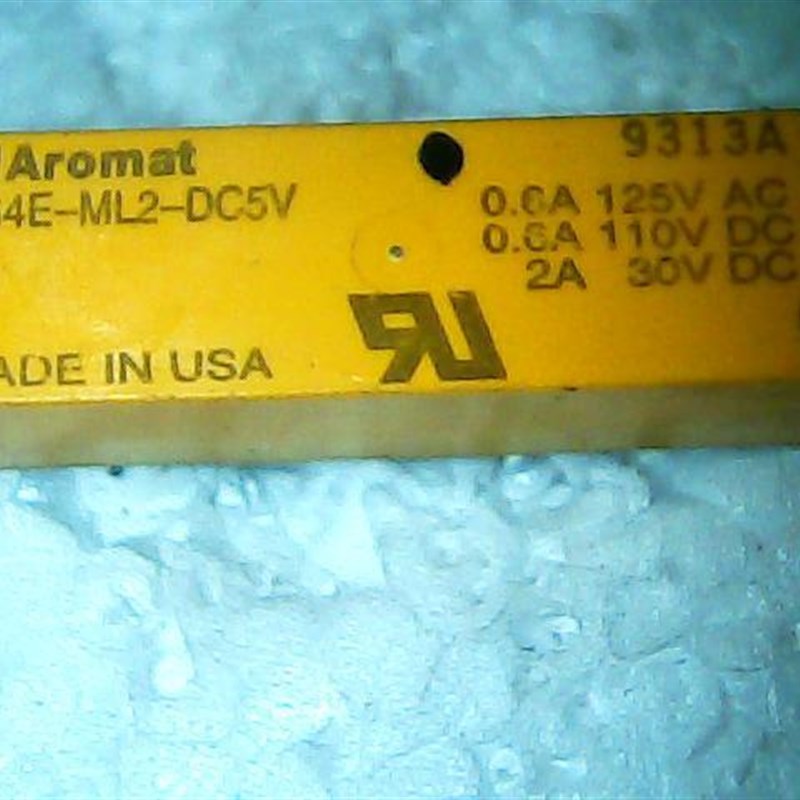 Aromat
9313A
4E-ML2-DC5V
0.6A 125V AC
0.6A 110V DC
2A 30V DC
ADE IN USA